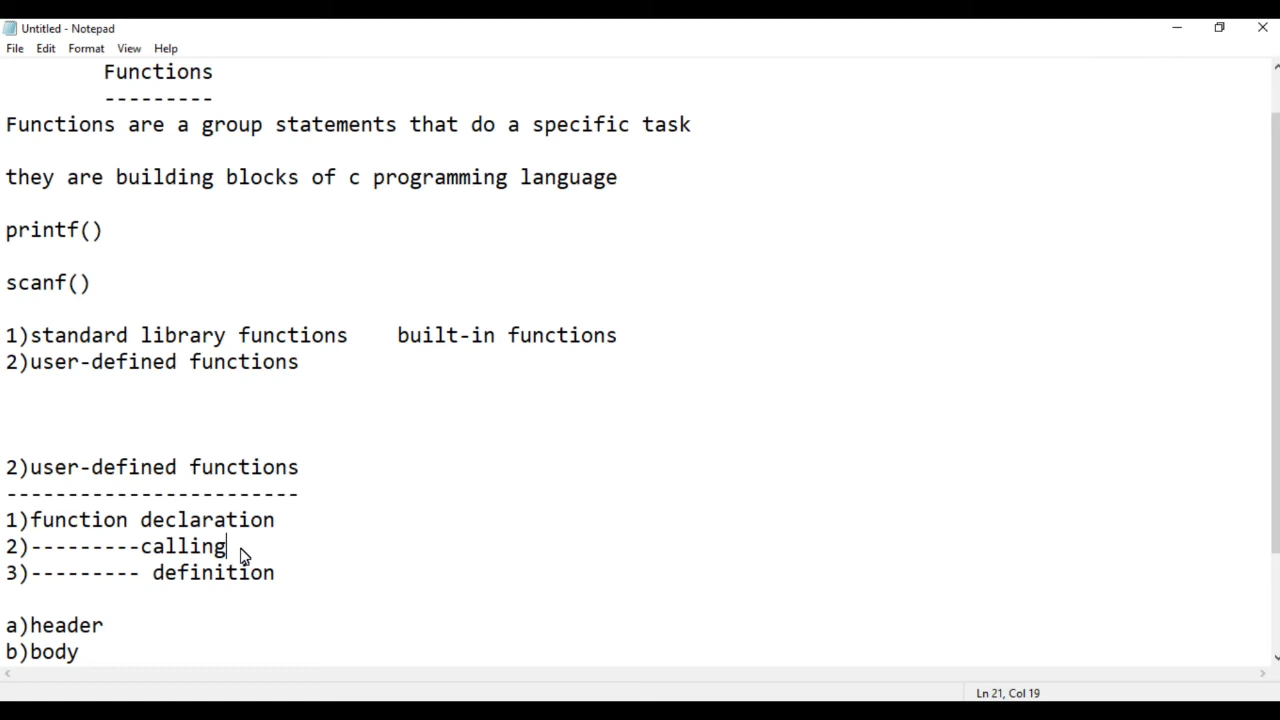 Untitled - Notepad
File Edit Format View Help
Functions
---------
Functions are a group statements that do a specific task
they are building blocks of c programming language
printf()
scanf()
1)standard library functions    built-in functions
2)user-defined functions
2)user-defined functions
------------------------
1)function declaration
2)---------calling
3)--------- definition
a)header
b)body
Ln 21, Col 19